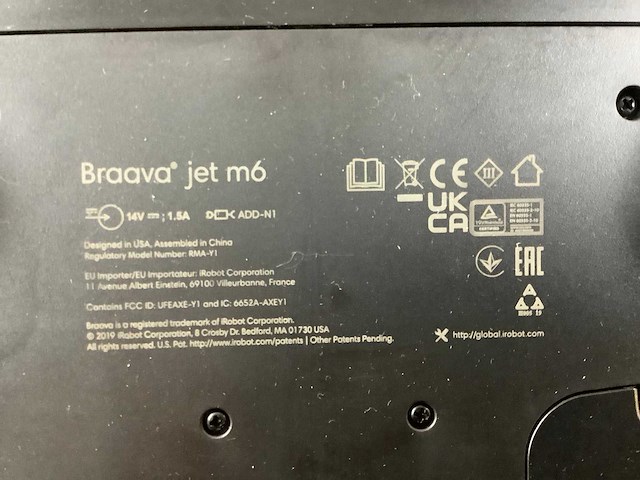 Braava® jet m6
14V ⎓ ; 1.5A ADD-N1
Designed in USA, Assembled in China
Regulatory Model Number: RMA-Y1
EU Importer/EU Importateur: iRobot Corporation
11 Avenue Albert Einstein, 69100 Villeurbanne, France
Contains FCC ID: UFEAXE-Y1 and IC: 6652A-AXEY1
Braava is a registered trademark of iRobot Corporation.
© 2019 iRobot Corporation, 8 Crosby Dr. Bedford, MA 01730 USA
All rights reserved. U.S. Pat. http://www.irobot.com/patents | Other Patents Pending.
CE
III
UK
CA
CERTIFIED
EAC
http://global.irobot.com